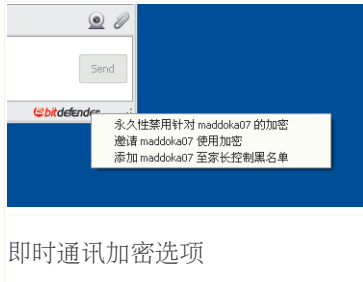 Send
bitdefender
永久性禁用针对 maddoka07 的加密
邀请 maddoka07 使用加密
添加 maddoka07 至家长控制黑名单
即时通讯加密选项